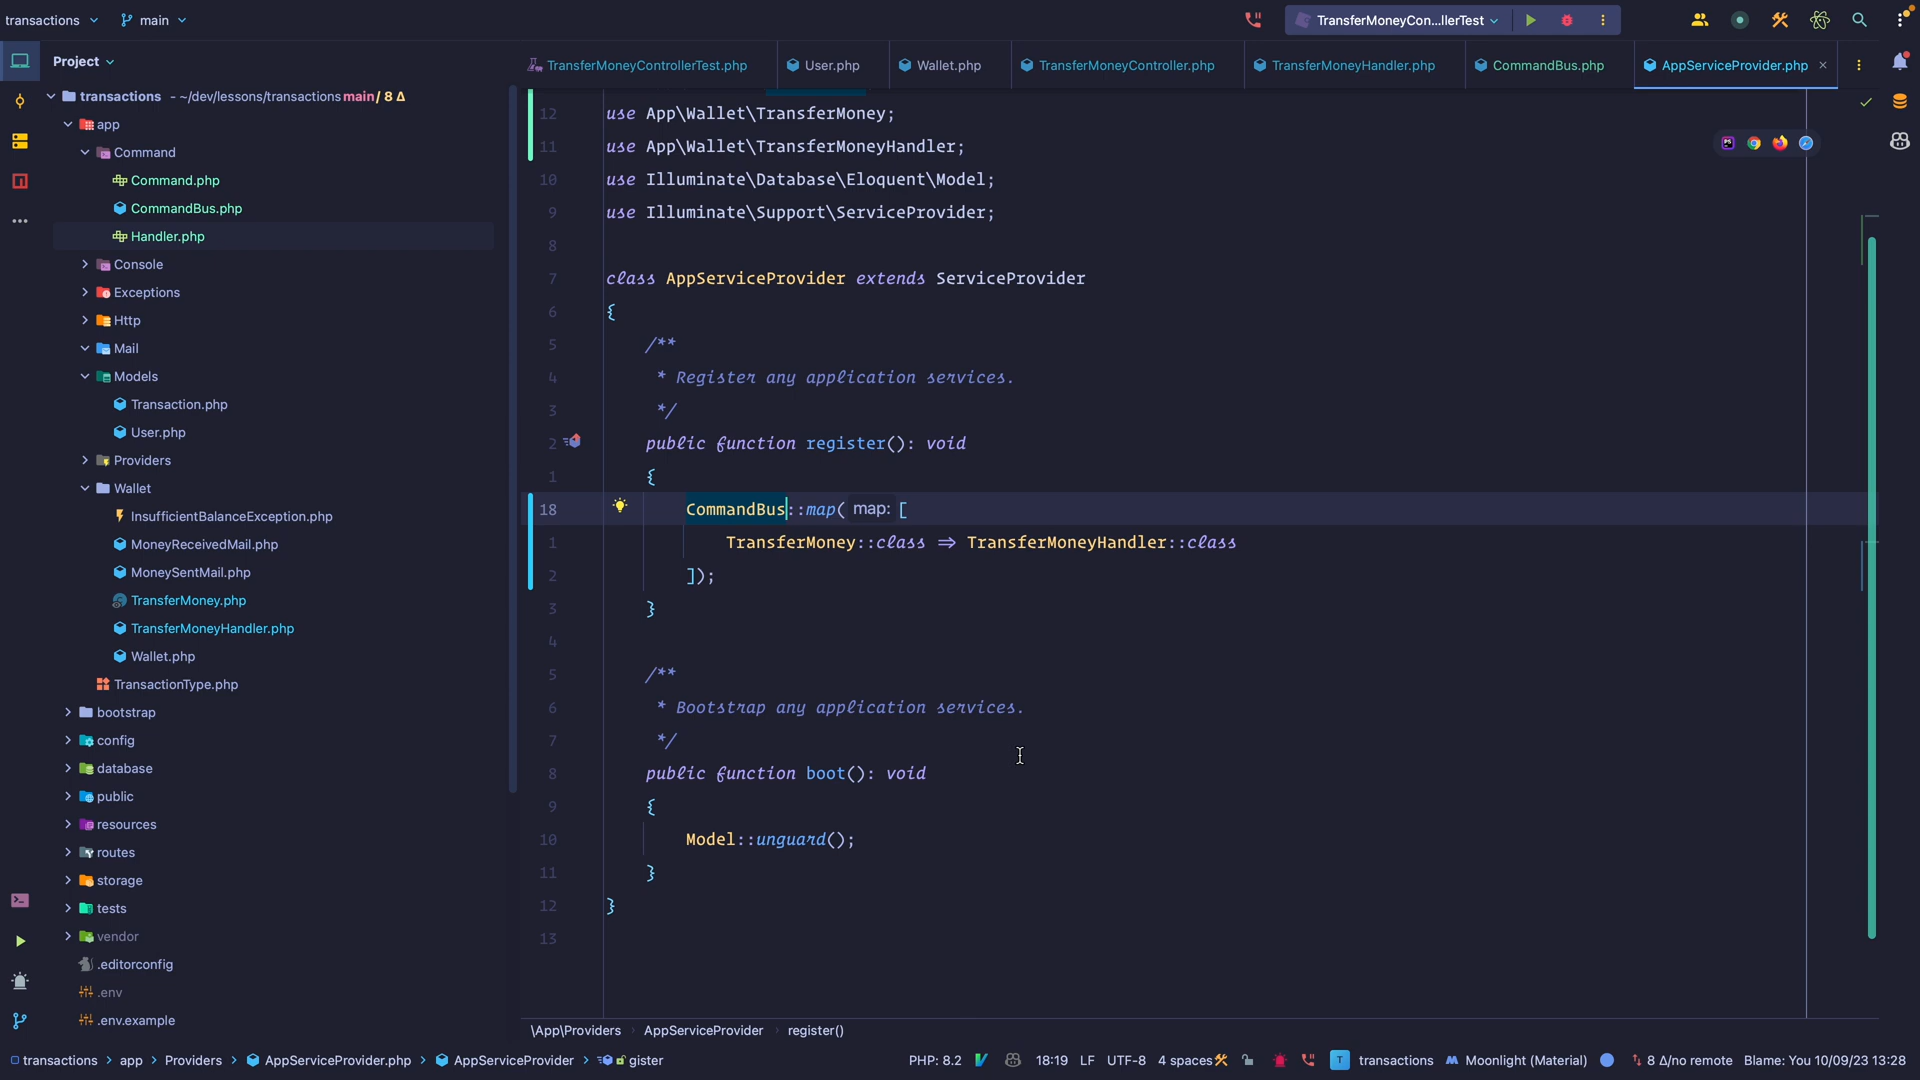 transactions
main
TransferMoneyCon...llerTest
Project
transactions - ~/dev/lessons/transactions main / 8 Δ
app
Command
Command.php
CommandBus.php
Handler.php
Console
Exceptions
Http
Mail
Models
Transaction.php
User.php
Providers
Wallet
InsufficientBalanceException.php
MoneyReceivedMail.php
MoneySentMail.php
TransferMoney.php
TransferMoneyHandler.php
Wallet.php
TransactionType.php
bootstrap
config
database
public
resources
routes
storage
tests
vendor
.editorconfig
.env
.env.example
TransferMoneyControllerTest.php
User.php
Wallet.php
TransferMoneyController.php
TransferMoneyHandler.php
CommandBus.php
AppServiceProvider.php
12 use App\Wallet\TransferMoney;
11 use App\Wallet\TransferMoneyHandler;
10 use Illuminate\Database\Eloquent\Model;
9 use Illuminate\Support\ServiceProvider;
8
7 class AppServiceProvider extends ServiceProvider
6 {
5 /**
4 * Register any application services.
3 */
2 public function register(): void
1 {
18 CommandBus::map( map: [
1 TransferMoney::class => TransferMoneyHandler::class
2 ]);
3 }
4
5 /**
6 * Bootstrap any application services.
7 */
8 public function boot(): void
9 {
10 Model::unguard();
11 }
12 }
13
\App\Providers AppServiceProvider register()
transactions app Providers AppServiceProvider.php AppServiceProvider gister
PHP: 8.2 18:19 LF UTF-8 4 spaces T transactions Moonlight (Material) 8 Δ/no remote Blame: You 10/09/23 13:28